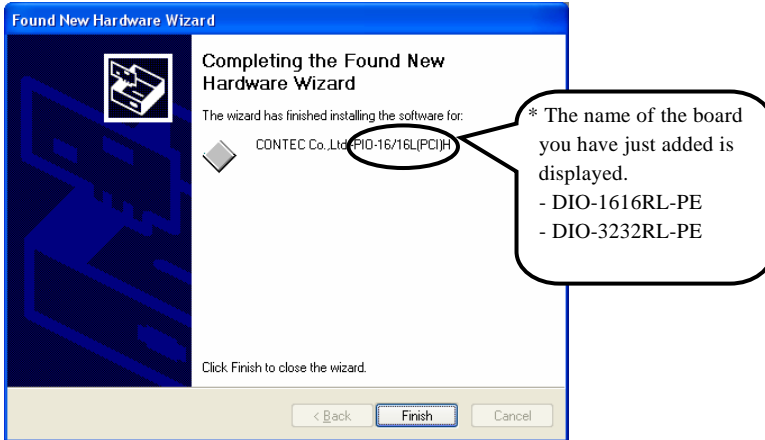 Found New Hardware Wizard
Completing the Found New
Hardware Wizard
The wizard has finished installing the software for:
CONTEC Co.,Ltd.-PIO-16/16L(PCI)H
* The name of the board
you have just added is
displayed.
- DIO-1616RL-PE
- DIO-3232RL-PE
Click Finish to close the wizard.
< Back
Finish
Cancel